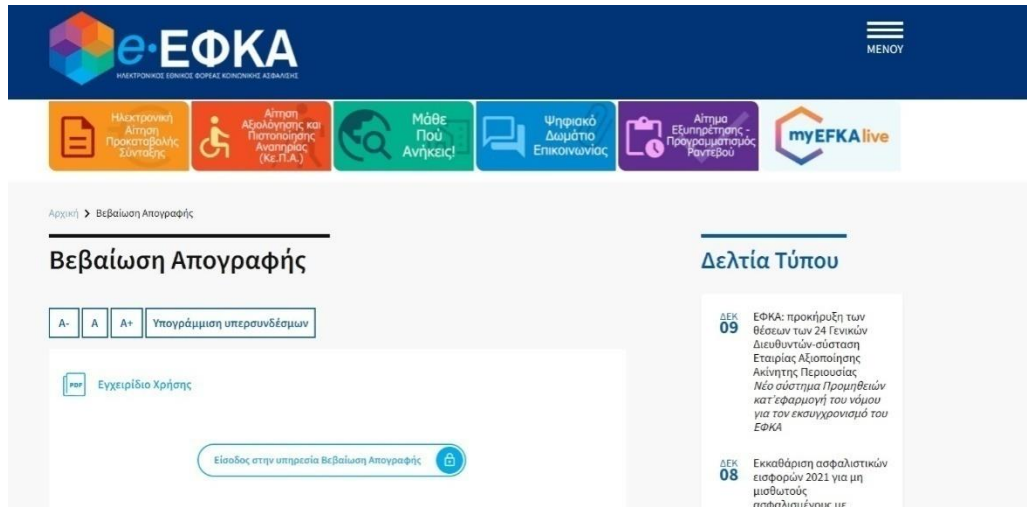 e-ΕΦΚΑ
ΗΛΕΚΤΡΟΝΙΚΟΣ ΕΘΝΙΚΟΣ ΦΟΡΕΑΣ ΚΟΙΝΩΝΙΚΗΣ ΑΣΦΑΛΙΣΗΣ
ΜΕΝΟΥ
Ηλεκτρονική
Αίτηση
Προκαταβολής
Σύνταξης
Αίτηση
Αξιολόγησης και
Πιστοποίησης
Αναπηρίας
(Κε.Π.Α.)
Μάθε
Πού
Ανήκεις!
Ψηφιακό
Δωμάτιο
Επικοινωνίας
Αίτημα
Εξυπηρέτησης -
Προγραμματισμός
Ραντεβού
myEFKAlive
Αρχική > Βεβαίωση Απογραφής
Βεβαίωση Απογραφής
A-
A
A+
Υπογράμμιση υπερσυνδέσμων
PDF
Εγχειρίδιο Χρήσης
Είσοδος στην υπηρεσία Βεβαίωση Απογραφής
Δελτία Τύπου
ΔΕΚ
09
ΕΦΚΑ: προκήρυξη των
θέσεων των 24 Γενικών
Διευθυντών-σύσταση
Εταιρίας Αξιοποίησης
Ακίνητης Περιουσίας
Νέο σύστημα Προμηθειών
κατ'εφαρμογή του νόμου
για τον εκσυγχρονισμό του
ΕΦΚΑ
ΔΕΚ
08
Εκκαθάριση ασφαλιστικών
εισφορών 2021 για μη
μισθωτούς
ασφαλισμένους με